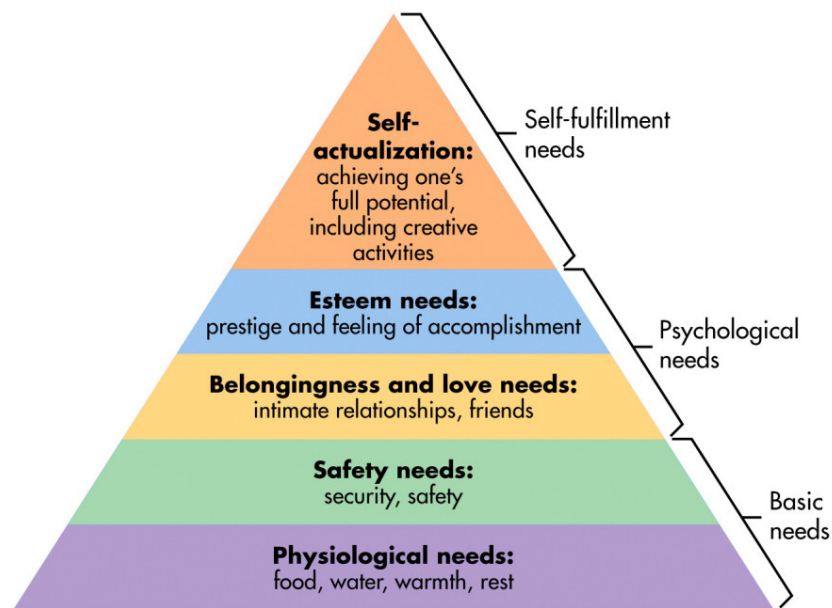 Self-
actualization:
achieving one's
full potential,
including creative
activities
Self-fulfillment
needs
Esteem needs:
prestige and feeling of accomplishment
Belongingness and love needs:
intimate relationships, friends
Psychological
needs
Safety needs:
security, safety
Physiological needs:
food, water, warmth, rest
Basic
needs